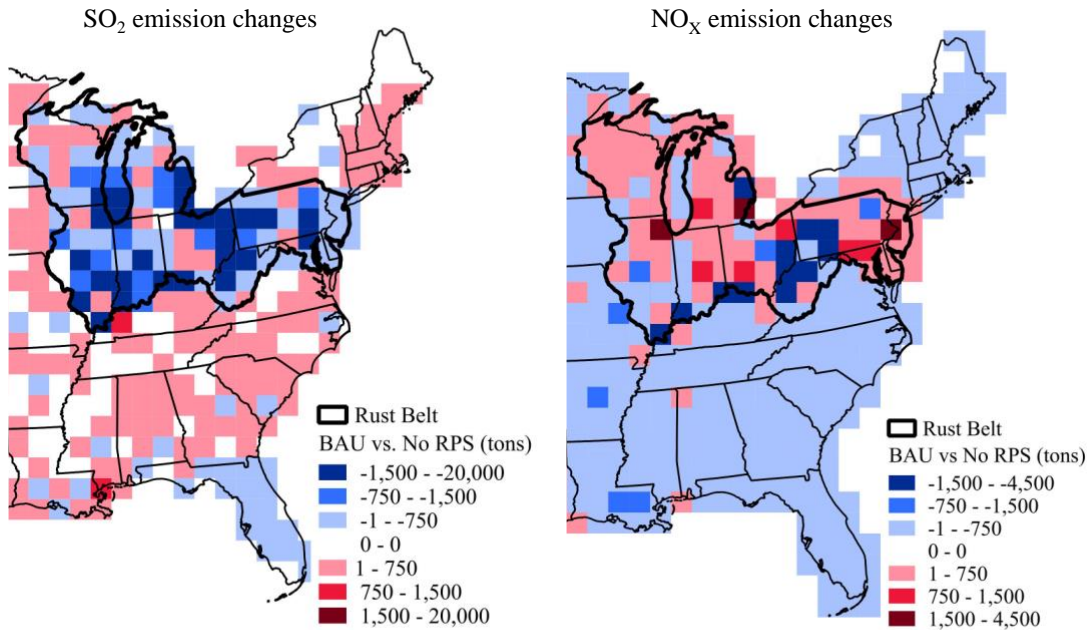 SO₂ emission changes
Rust Belt
BAU vs. No RPS (tons)
-1,500 - -20,000
-750 - -1,500
-1 - -750
0 - 0
1 - 750
750 - 1,500
1,500 - 20,000
NOX emission changes
Rust Belt
BAU vs No RPS (tons)
-1,500 - -4,500
-750 - -1,500
-1 - -750
0 - 0
1 - 750
750 - 1,500
1,500 - 4,500